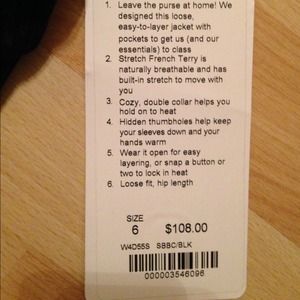 1. Leave the purse at home! We
designed this loose,
easy-to-layer jacket with
pockets to get us (and our
essentials) to class
2. Stretch French Terry is
naturally breathable and has
built-in stretch to move with
you
3. Cozy, double collar helps you
hold on to heat
4. Hidden thumbholes help keep
your sleeves down and your
hands warm
5. Wear it open for easy
layering, or snap a button or
two to lock in heat
6. Loose fit, hip length
SIZE
6 $108.00
W4D55S SBBC/BLK
000003546096